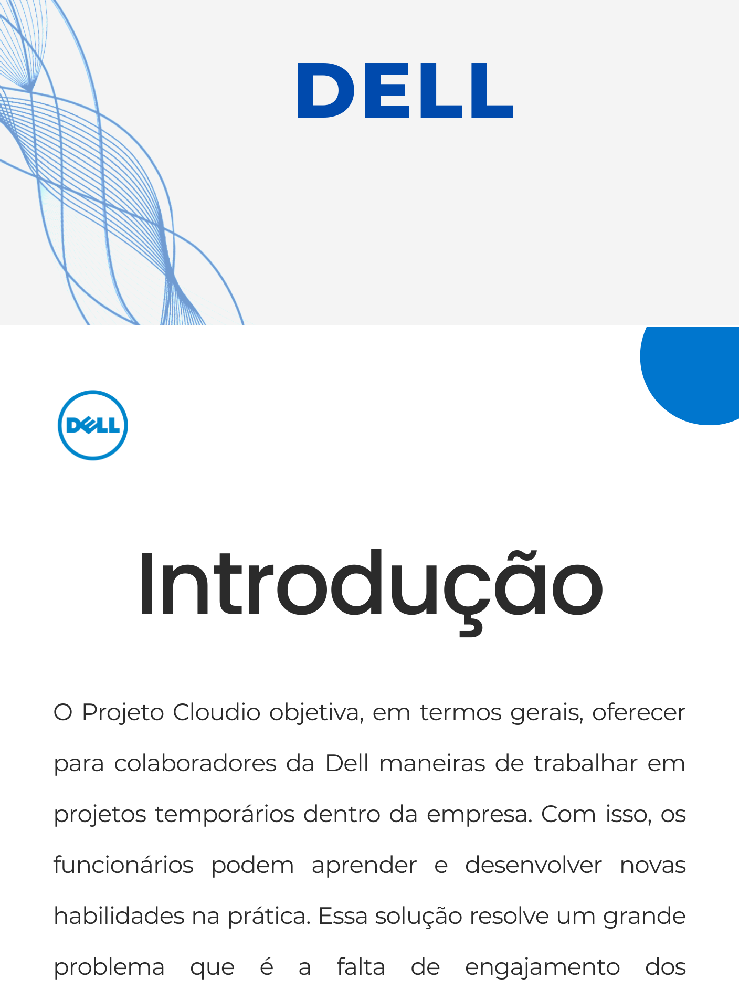 DELL
DELL
Introdução
O Projeto Cloudio objetiva, em termos gerais, oferecer
para colaboradores da Dell maneiras de trabalhar em
projetos temporários dentro da empresa. Com isso, os
funcionários podem aprender e desenvolver novas
habilidades na prática. Essa solução resolve um grande
problema que é a falta de engajamento dos